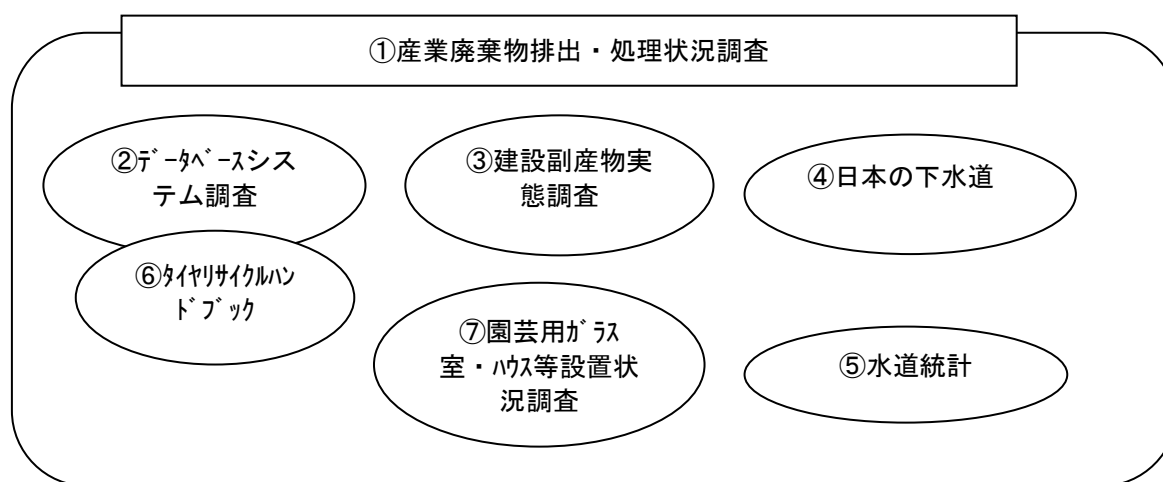 ①産業廃棄物排出・処理状況調査
②ﾃﾞｰﾀﾍﾞｰｽシス
テム調査
③建設副産物実
態調査
④日本の下水道
⑥ﾀｲﾔﾘｻｲｸﾙﾊﾝ
ﾄﾞﾌﾞｯｸ
⑦園芸用ｶﾞﾗｽ
室・ﾊｳｽ等設置状
況調査
⑤水道統計